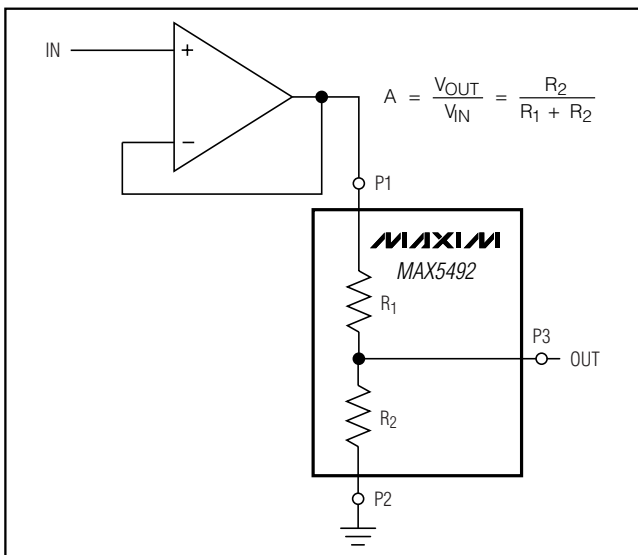 IN
+
−
A = VOUT / VIN = R2 / R1 + R2
P1
MAXIM
MAX5492
R1
P3
OUT
R2
P2